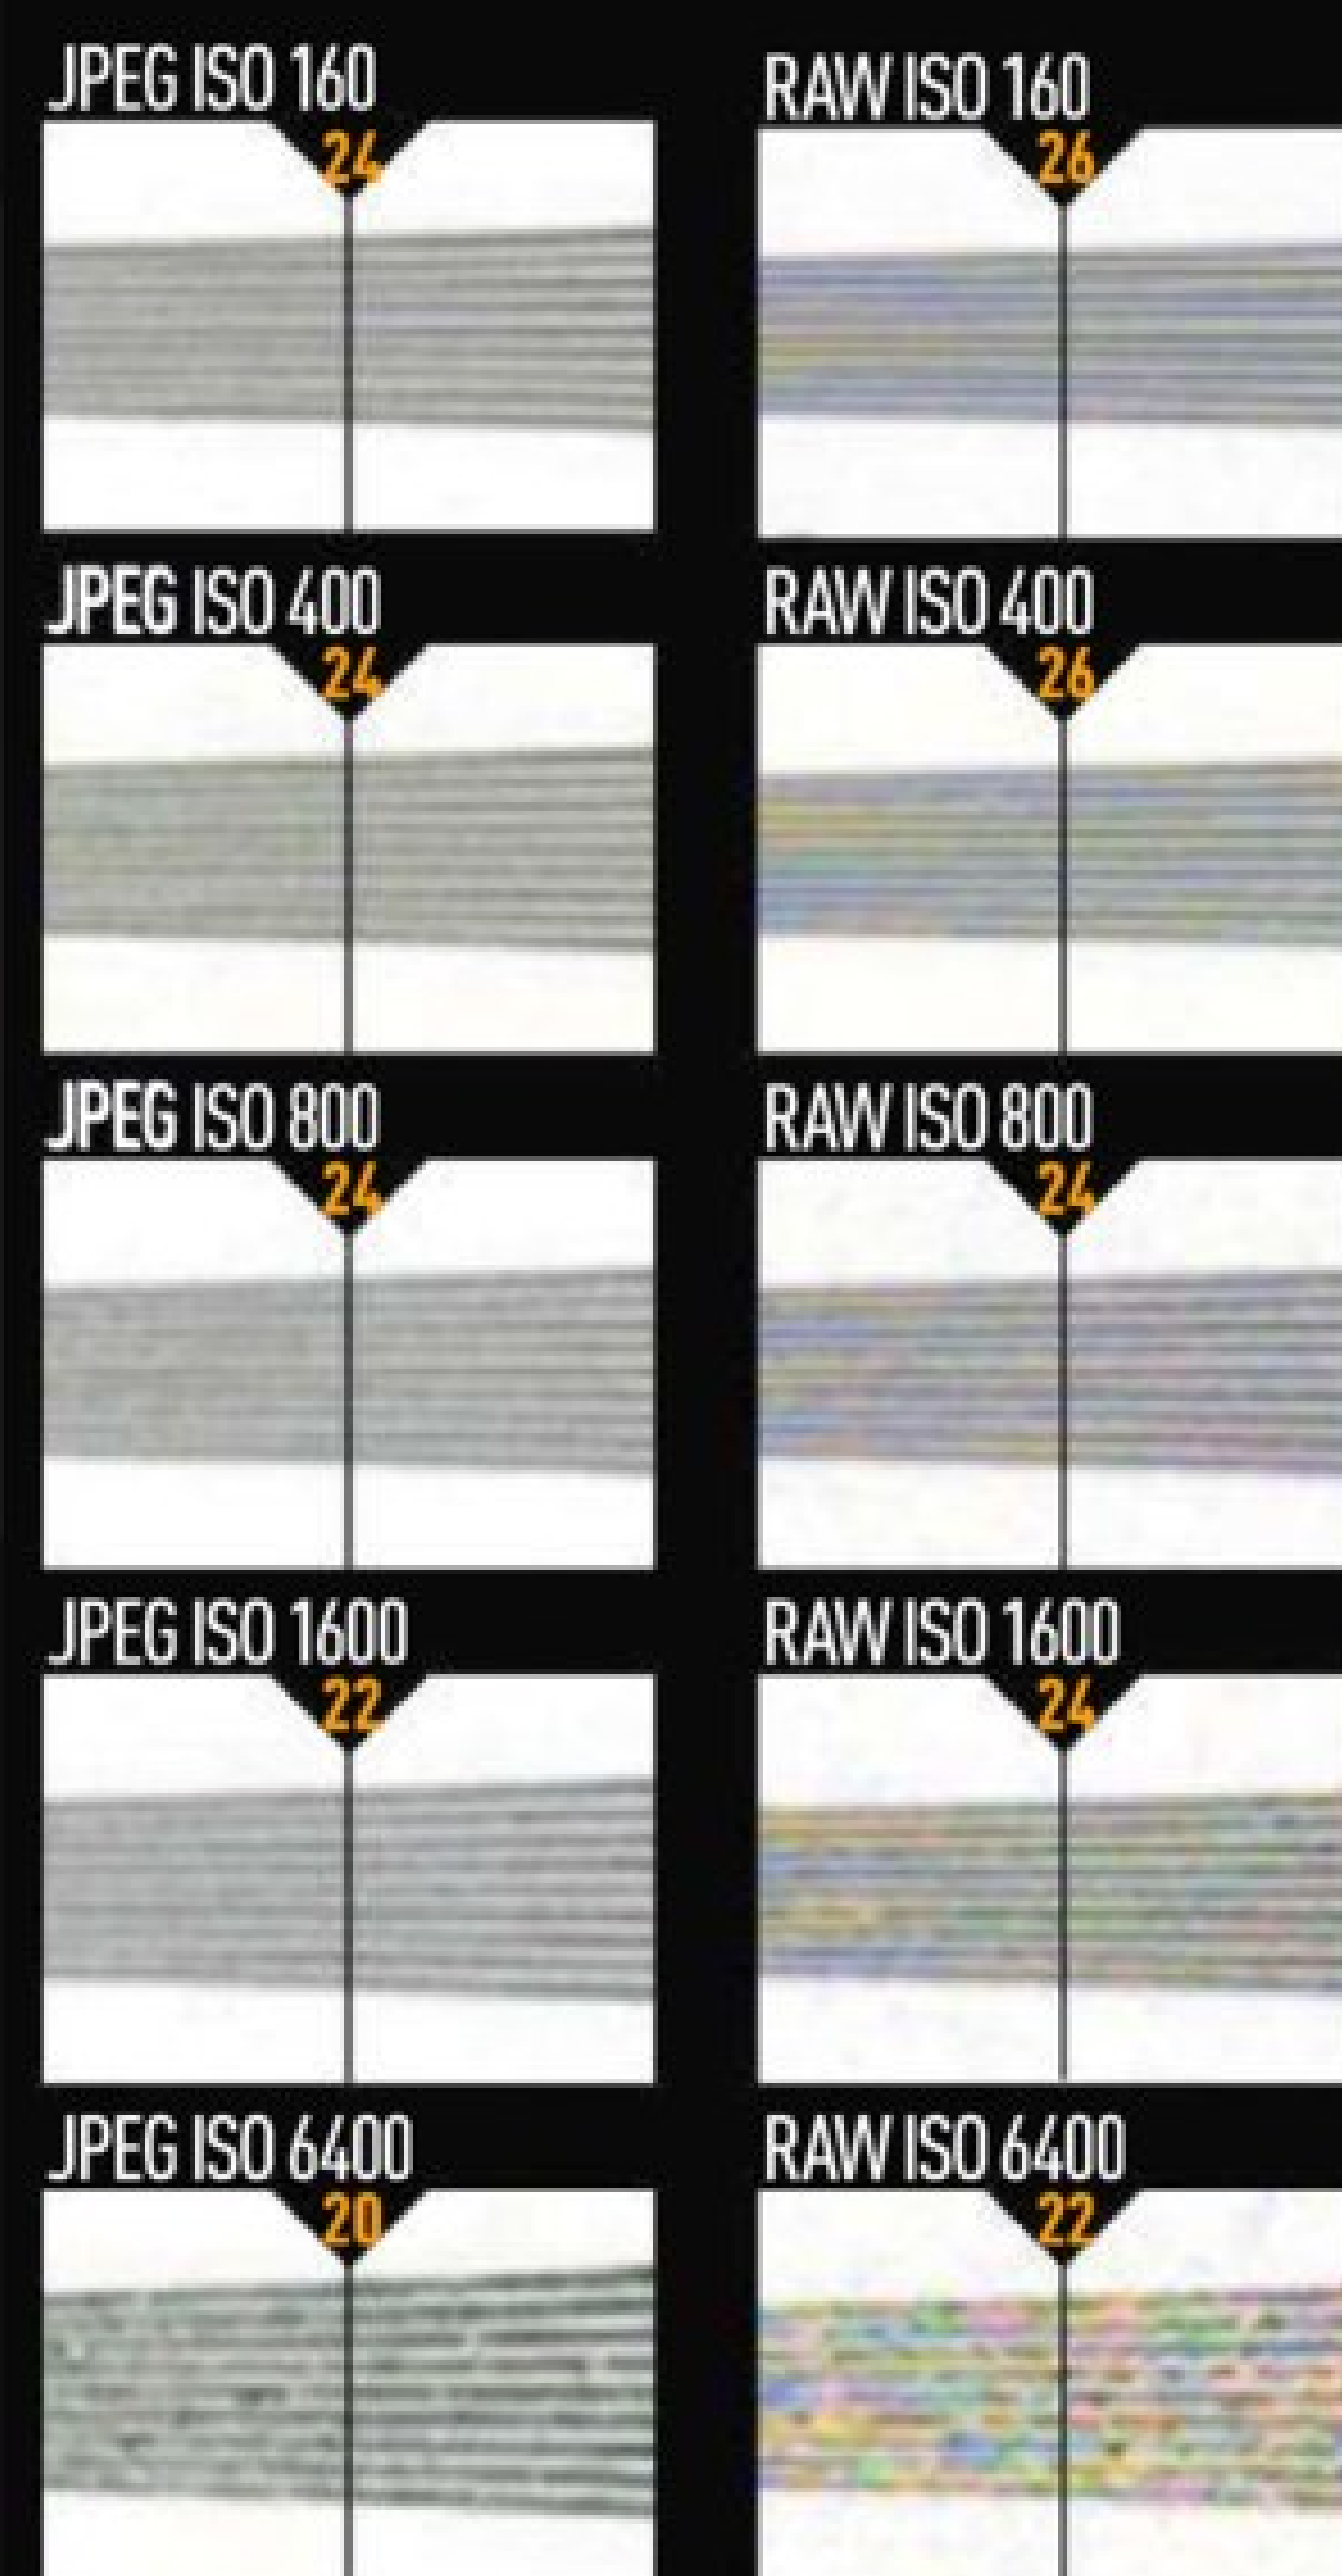 JPEG ISO 160
24
RAW ISO 160
26
JPEG ISO 400
24
RAW ISO 400
26
JPEG ISO 800
24
RAW ISO 800
24
JPEG ISO 1600
22
RAW ISO 1600
24
JPEG ISO 6400
20
RAW ISO 6400
22